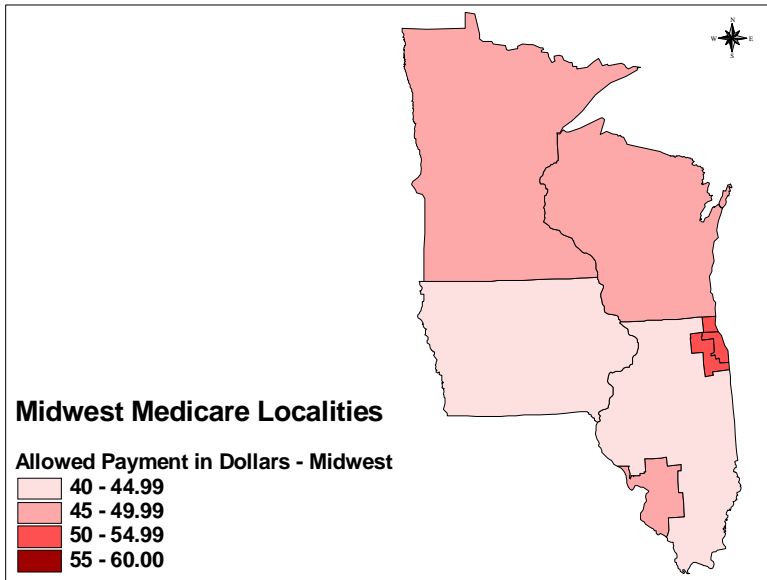 N
W E
S
Midwest Medicare Localities
Allowed Payment in Dollars - Midwest
40 - 44.99
45 - 49.99
50 - 54.99
55 - 60.00